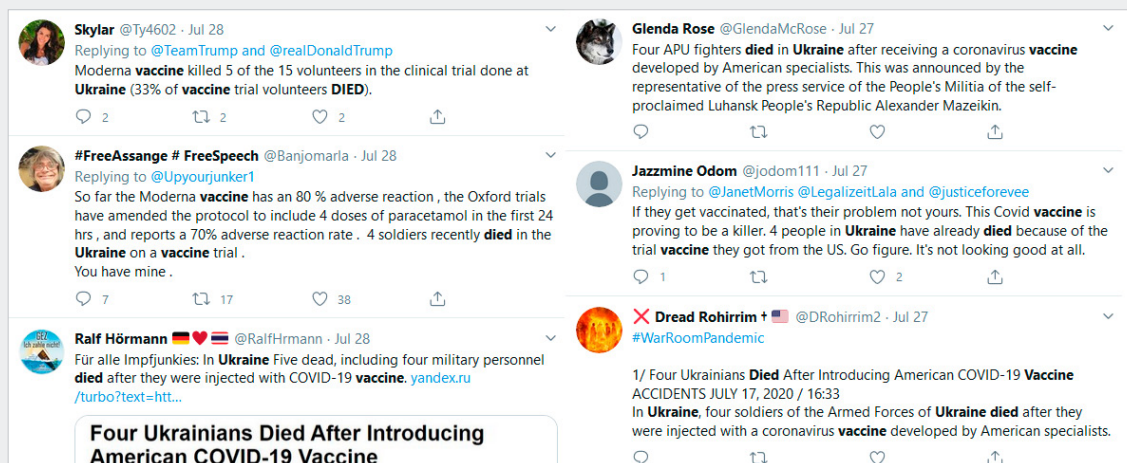 Skylar @Ty4602 · Jul 28
Replying to @TeamTrump and @realDonaldTrump
Moderna vaccine killed 5 of the 15 volunteers in the clinical trial done at
Ukraine (33% of vaccine trial volunteers DIED).
2 2 2
#FreeAssange # FreeSpeech @Banjomarla · Jul 28
Replying to @Upyourjunker1
So far the Moderna vaccine has an 80 % adverse reaction , the Oxford trials
have amended the protocol to include 4 doses of paracetamol in the first 24
hrs , and reports a 70% adverse reaction rate . 4 soldiers recently died in the
Ukraine on a vaccine trial .
You have mine .
7 17 38
Ralf Hörmann @RalfHrmann · Jul 28
Für alle Impfjunkies: In Ukraine Five dead, including four military personnel
died after they were injected with COVID-19 vaccine. yandex.ru
/turbo?text=htt...
Four Ukrainians Died After Introducing
American COVID-19 Vaccine
Glenda Rose @GlendaMcRose · Jul 27
Four APU fighters died in Ukraine after receiving a coronavirus vaccine
developed by American specialists. This was announced by the
representative of the press service of the People's Militia of the self-
proclaimed Luhansk People's Republic Alexander Mazeikin.
Jazzmine Odom @jodom111 · Jul 27
Replying to @JanetMorris @LegalizeitLala and @justiceforevee
If they get vaccinated, that's their problem not yours. This Covid vaccine is
proving to be a killer. 4 people in Ukraine have already died because of the
trial vaccine they got from the US. Go figure. It's not looking good at all.
1 2
Dread Rohirrim † @DRohirrim2 · Jul 27
#WarRoomPandemic
1/ Four Ukrainians Died After Introducing American COVID-19 Vaccine
ACCIDENTS JULY 17, 2020 / 16:33
In Ukraine, four soldiers of the Armed Forces of Ukraine died after they
were injected with a coronavirus vaccine developed by American specialists.